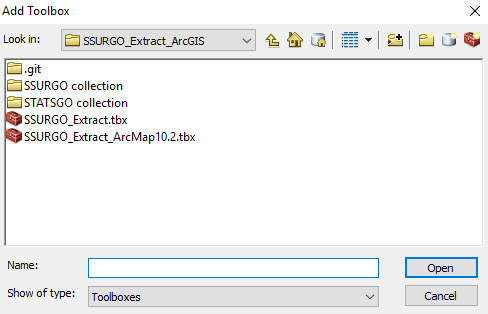 Add Toolbox
Look in: SSURGO_Extract_ArcGIS
.git
SSURGO collection
STATSGO collection
SSURGO_Extract.tbx
SSURGO_Extract_ArcMap10.2.tbx
Name: Open
Show of type: Toolboxes Cancel